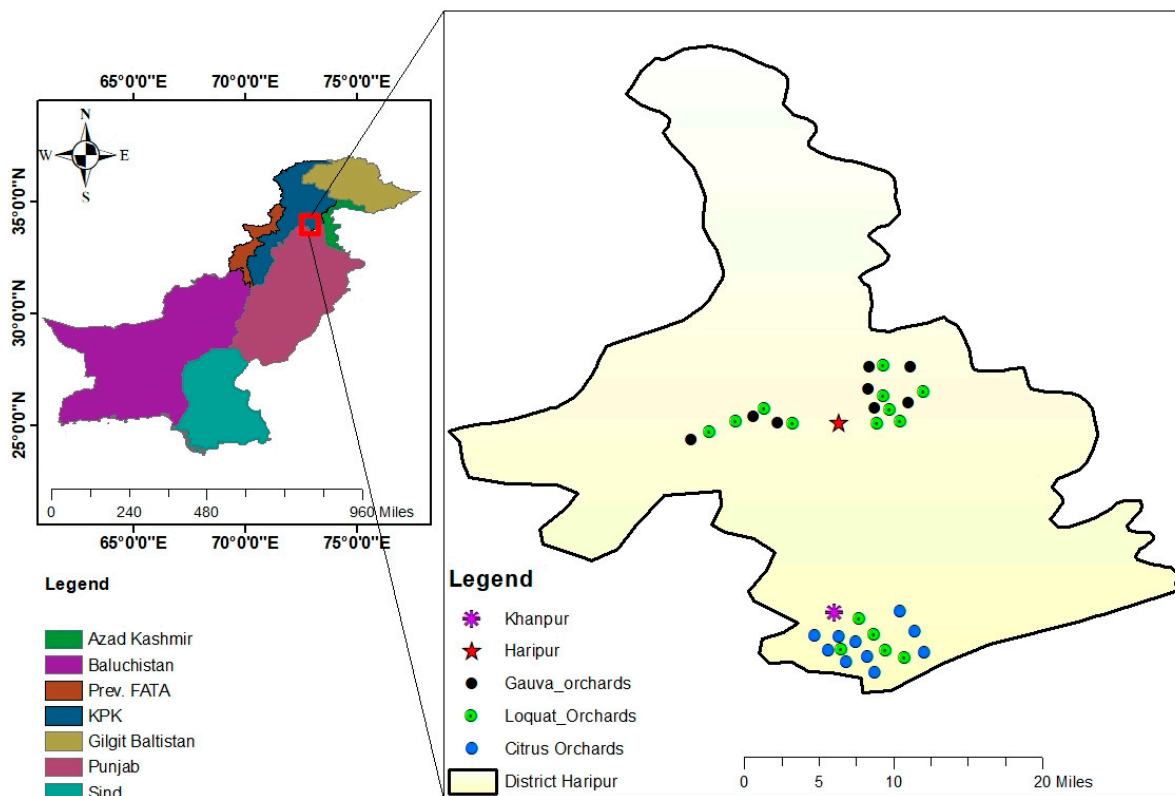 65°0'0"E 70°0'0"E 75°0'0"E
N
W E
S
35°0'0"N
30°0'0"N
25°0'0"N
0 240 480 960 Miles
65°0'0"E 70°0'0"E 75°0'0"E
Legend
Azad Kashmir
Baluchistan
Prev. FATA
KPK
Gilgit Baltistan
Punjab
Sind
Legend
Khanpur
Haripur
Gauva_orchards
Loquat_Orchards
Citrus Orchards
District Haripur
0 5 10 20 Miles